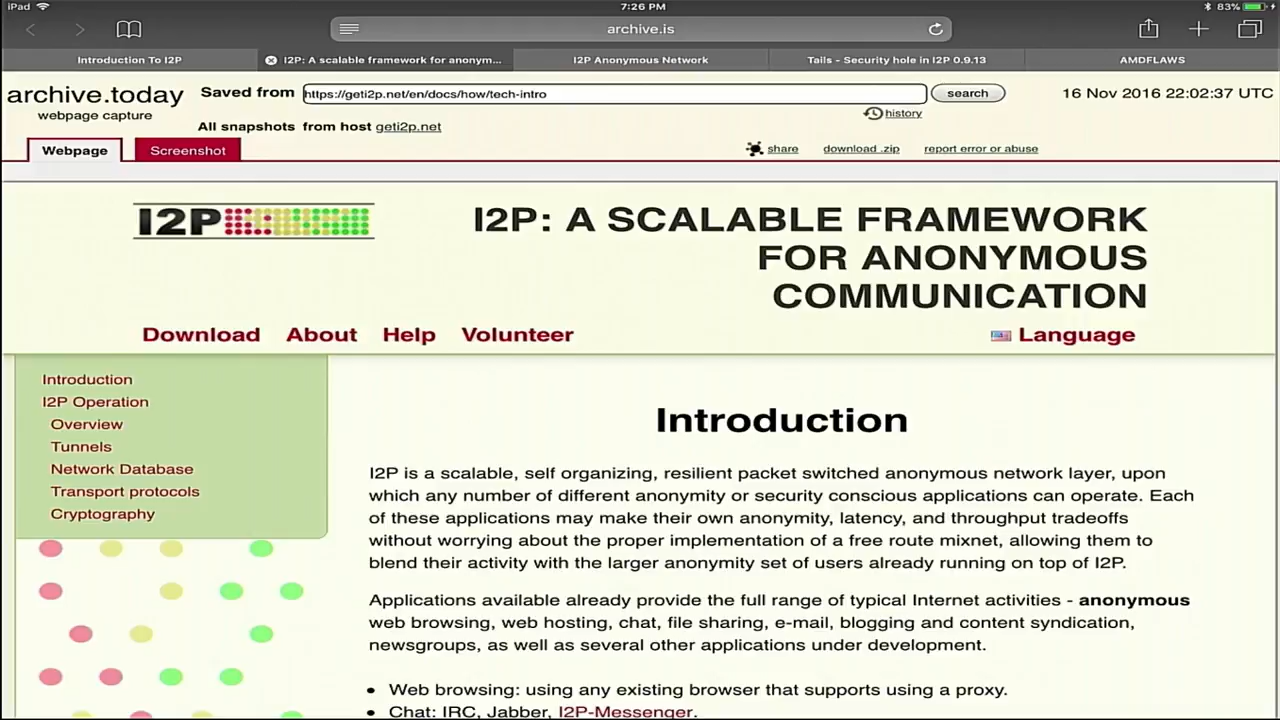 iPad 7:26 PM 83%
archive.is
Introduction To I2P I2P: A scalable framework for anonym... I2P Anonymous Network Tails - Security hole in I2P 0.9.13 AMDFLAWS
archive.today Saved from https://geti2p.net/en/docs/how/tech-intro search 16 Nov 2016 22:02:37 UTC
webpage capture history
All snapshots from host geti2p.net
Webpage Screenshot share download .zip report error or abuse
I2P
I2P: A SCALABLE FRAMEWORK
FOR ANONYMOUS
COMMUNICATION
Download About Help Volunteer Language
Introduction
I2P Operation
Overview
Tunnels
Network Database
Transport protocols
Cryptography
Introduction
I2P is a scalable, self organizing, resilient packet switched anonymous network layer, upon
which any number of different anonymity or security conscious applications can operate. Each
of these applications may make their own anonymity, latency, and throughput tradeoffs
without worrying about the proper implementation of a free route mixnet, allowing them to
blend their activity with the larger anonymity set of users already running on top of I2P.
Applications available already provide the full range of typical Internet activities - anonymous
web browsing, web hosting, chat, file sharing, e-mail, blogging and content syndication,
newsgroups, as well as several other applications under development.
• Web browsing: using any existing browser that supports using a proxy.
• Chat: IRC, Jabber, I2P-Messenger.